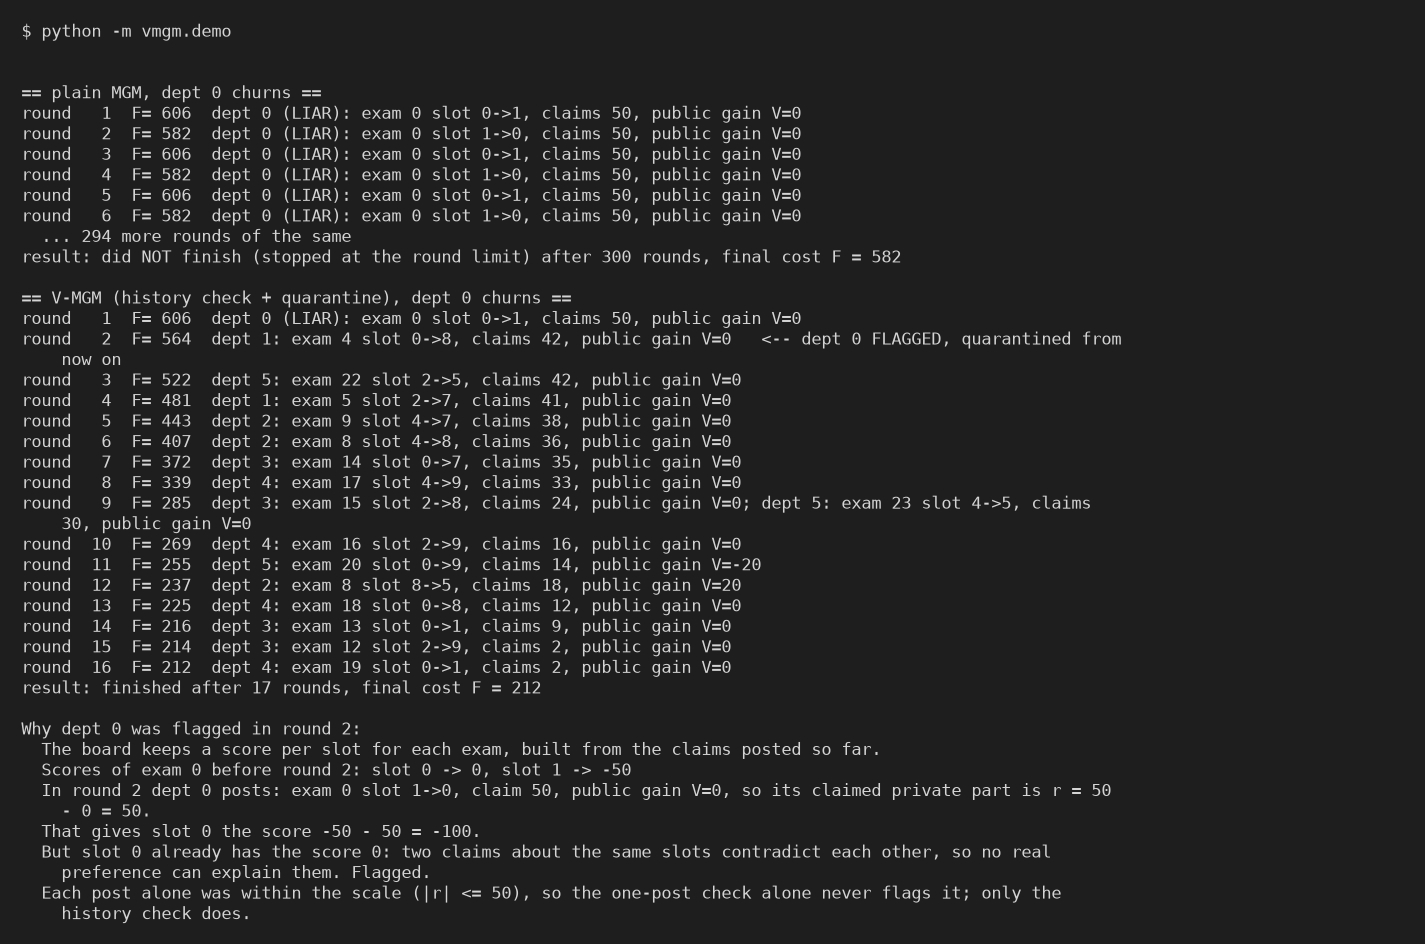 $ python -m vmgm.demo
== plain MGM, dept 0 churns ==
round   1  F= 606  dept 0 (LIAR): exam 0 slot 0->1, claims 50, public gain V=0
round   2  F= 582  dept 0 (LIAR): exam 0 slot 1->0, claims 50, public gain V=0
round   3  F= 606  dept 0 (LIAR): exam 0 slot 0->1, claims 50, public gain V=0
round   4  F= 582  dept 0 (LIAR): exam 0 slot 1->0, claims 50, public gain V=0
round   5  F= 606  dept 0 (LIAR): exam 0 slot 0->1, claims 50, public gain V=0
round   6  F= 582  dept 0 (LIAR): exam 0 slot 1->0, claims 50, public gain V=0
  ... 294 more rounds of the same
result: did NOT finish (stopped at the round limit) after 300 rounds, final cost F = 582
== V-MGM (history check + quarantine), dept 0 churns ==
round   1  F= 606  dept 0 (LIAR): exam 0 slot 0->1, claims 50, public gain V=0
round   2  F= 564  dept 1: exam 4 slot 0->8, claims 42, public gain V=0   <-- dept 0 FLAGGED, quarantined from
    now on
round   3  F= 522  dept 5: exam 22 slot 2->5, claims 42, public gain V=0
round   4  F= 481  dept 1: exam 5 slot 2->7, claims 41, public gain V=0
round   5  F= 443  dept 2: exam 9 slot 4->7, claims 38, public gain V=0
round   6  F= 407  dept 2: exam 8 slot 4->8, claims 36, public gain V=0
round   7  F= 372  dept 3: exam 14 slot 0->7, claims 35, public gain V=0
round   8  F= 339  dept 4: exam 17 slot 4->9, claims 33, public gain V=0
round   9  F= 285  dept 3: exam 15 slot 2->8, claims 24, public gain V=0; dept 5: exam 23 slot 4->5, claims
    30, public gain V=0
round  10  F= 269  dept 4: exam 16 slot 2->9, claims 16, public gain V=0
round  11  F= 255  dept 5: exam 20 slot 0->9, claims 14, public gain V=-20
round  12  F= 237  dept 2: exam 8 slot 8->5, claims 18, public gain V=20
round  13  F= 225  dept 4: exam 18 slot 0->8, claims 12, public gain V=0
round  14  F= 216  dept 3: exam 13 slot 0->1, claims 9, public gain V=0
round  15  F= 214  dept 3: exam 12 slot 2->9, claims 2, public gain V=0
round  16  F= 212  dept 4: exam 19 slot 0->1, claims 2, public gain V=0
result: finished after 17 rounds, final cost F = 212
Why dept 0 was flagged in round 2:
  The board keeps a score per slot for each exam, built from the claims posted so far.
  Scores of exam 0 before round 2: slot 0 -> 0, slot 1 -> -50
  In round 2 dept 0 posts: exam 0 slot 1->0, claim 50, public gain V=0, so its claimed private part is r = 50
    - 0 = 50.
  That gives slot 0 the score -50 - 50 = -100.
  But slot 0 already has the score 0: two claims about the same slots contradict each other, so no real
    preference can explain them. Flagged.
  Each post alone was within the scale (|r| <= 50), so the one-post check alone never flags it; only the
    history check does.